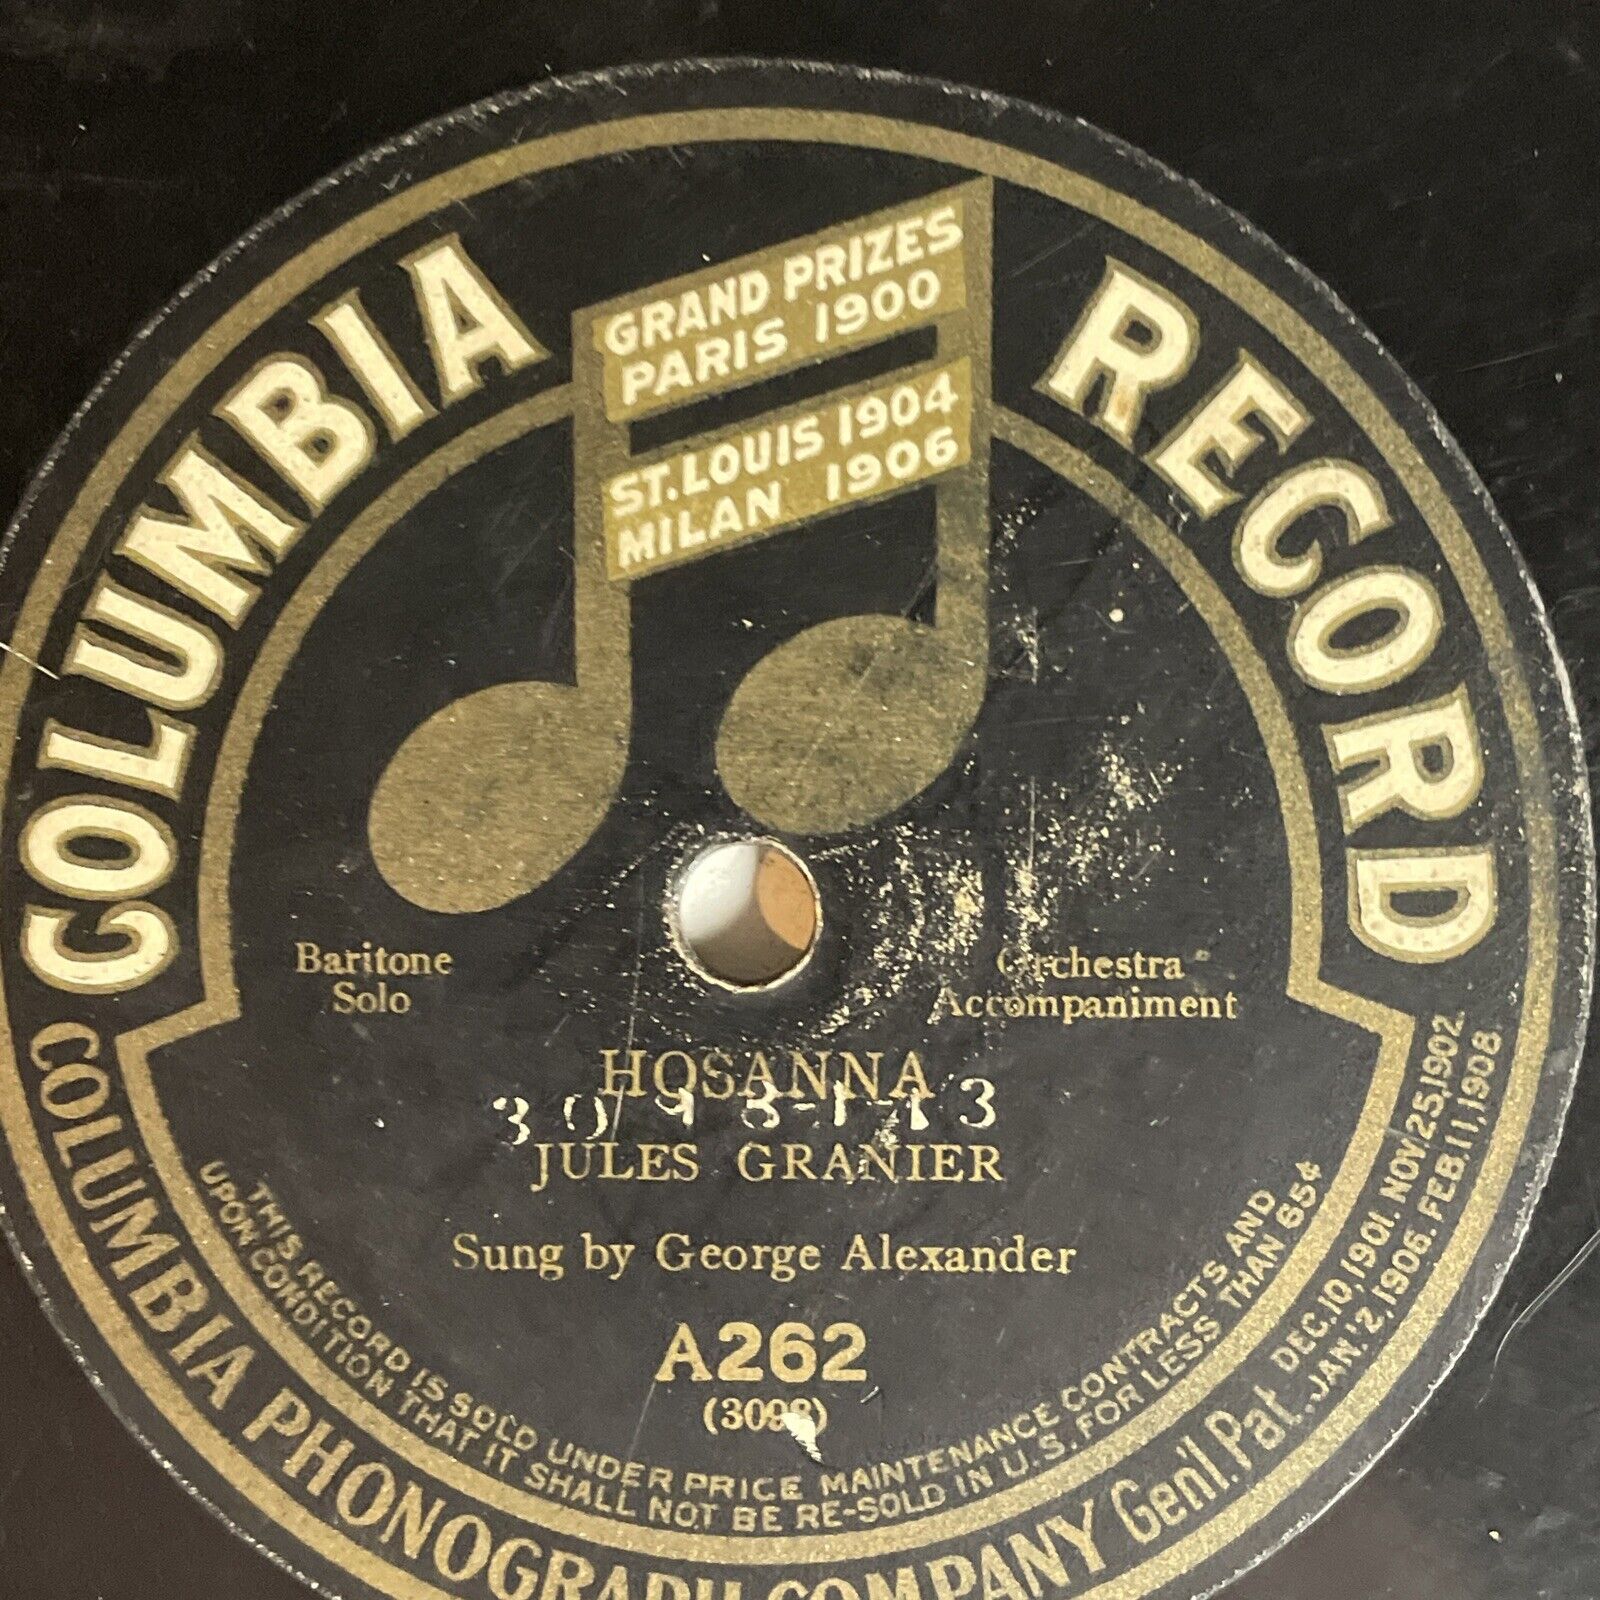 COLUMBIA RECORD
GRAND PRIZES
PARIS 1900
ST. LOUIS 1904
MILAN 1906
Baritone
Solo
Orchestra
Accompaniment
HOSANNA
JULES GRANIER
Sung by George Alexander
A262
(3098)
THIS RECORD IS SOLD UNDER PRICE MAINTENANCE CONTRACTS AND
UPON CONDITION THAT IT SHALL NOT BE RE-SOLD IN U.S. FOR LESS THAN 65¢
COLUMBIA PHONOGRAPH COMPANY Gen'l. Pat. DEC. 10, 1901. NOV. 25, 1902.
JAN. 2, 1906. FEB. 11, 1908